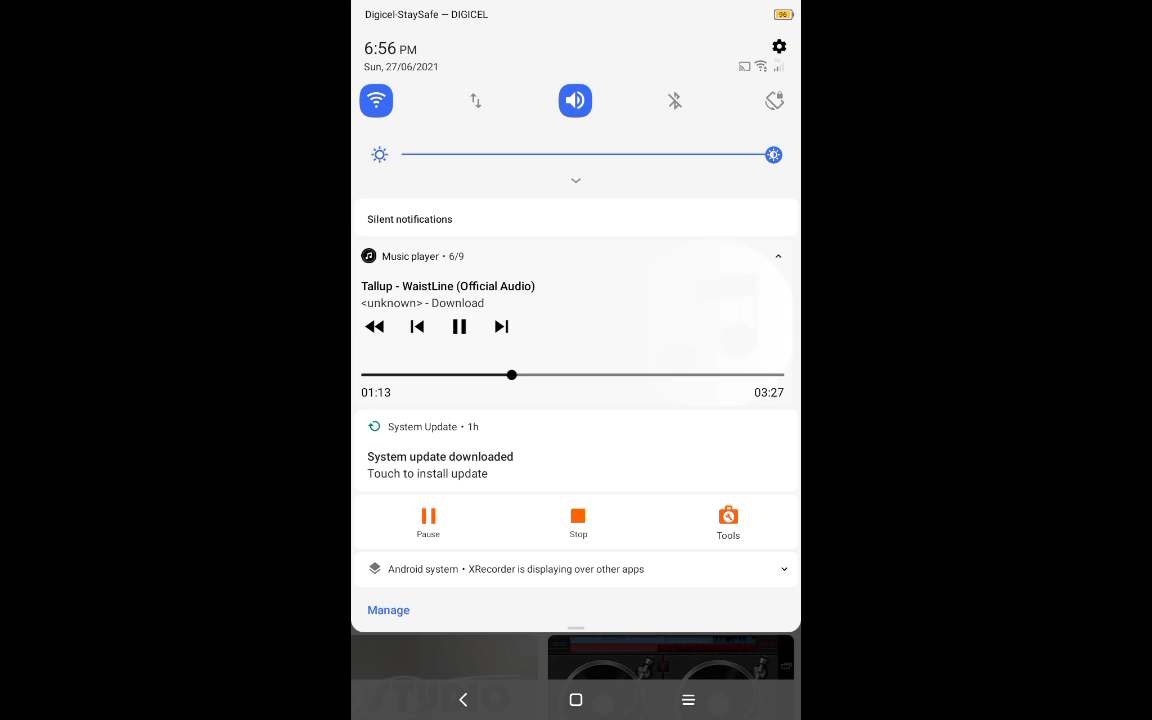 Digicel-StaySafe — DIGICEL
96
6:56 PM
Sun, 27/06/2021
Silent notifications
Music player • 6/9
Tallup - WaistLine (Official Audio)
<unknown> - Download
01:13
03:27
System Update • 1h
System update downloaded
Touch to install update
Pause
Stop
Tools
Android system • XRecorder is displaying over other apps
Manage
STUDIO